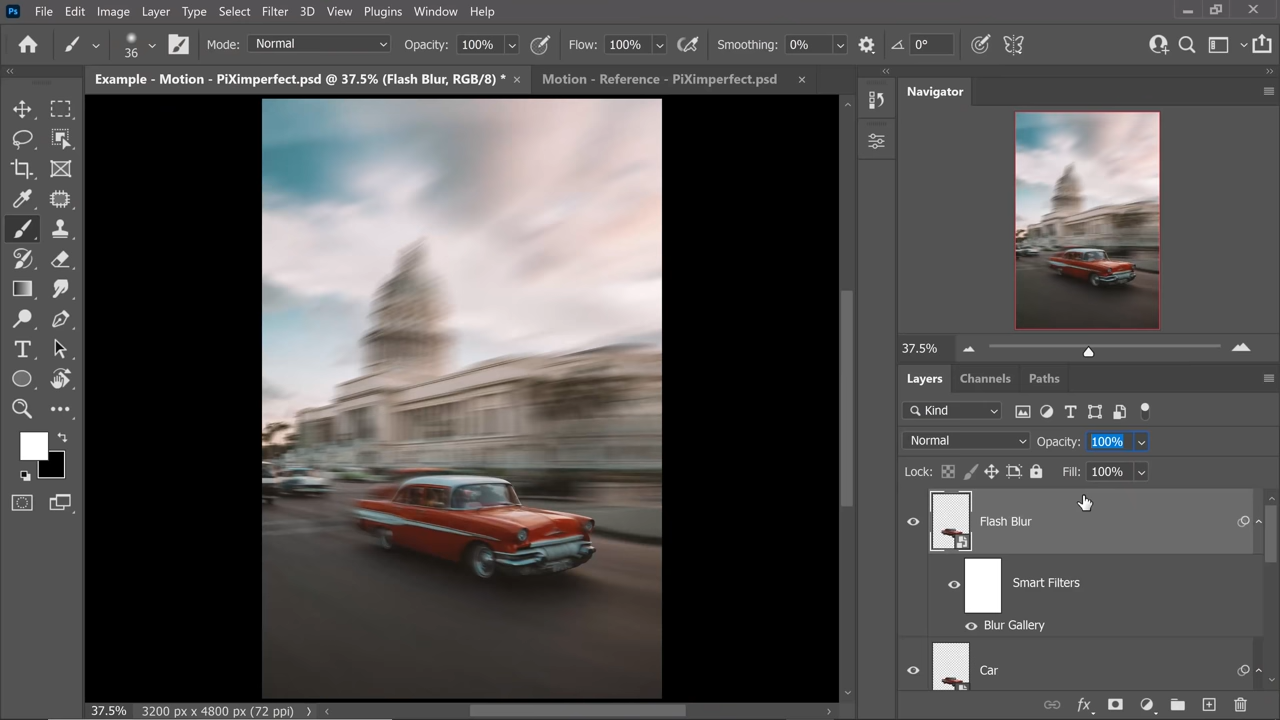 Ps File Edit Image Layer Type Select Filter 3D View Plugins Window Help
36 Mode: Normal Opacity: 100% Flow: 100% Smoothing: 0% 0°
Example - Motion - PiXimperfect.psd @ 37.5% (Flash Blur, RGB/8) * × Motion - Reference - PiXimperfect.psd ×
Navigator
37.5%
Layers Channels Paths
Kind
Normal Opacity: 100%
Lock: Fill: 100%
Flash Blur
Smart Filters
Blur Gallery
Car
fx
37.5% 3200 px x 4800 px (72 ppi)